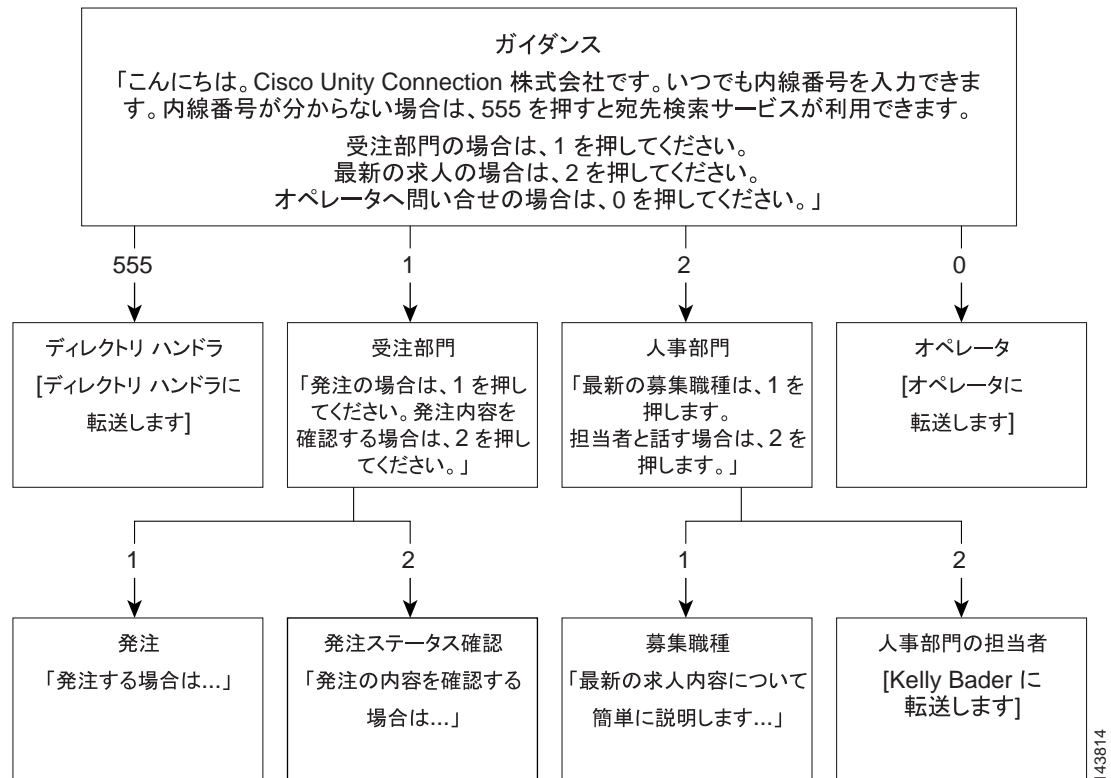 ガイダンス
「こんにちは。Cisco Unity Connection 株式会社です。いつでも内線番号を入力できま
す。内線番号が分からない場合は、555 を押すと宛先検索サービスが利用できます。
受注部門の場合は、1 を押してください。
最新の求人の場合は、2 を押してください。
オペレータへ問い合せの場合は、0 を押してください。」
555
1
2
0
ディレクトリ ハンドラ
[ディレクトリ ハンドラに
転送します]
受注部門
「発注の場合は、1 を押し
てください。発注内容を
確認する場合は、2 を押し
てください。」
人事部門
「最新の募集職種は、1 を
押します。
担当者と話す場合は、2 を
押します。」
オペレータ
[オペレータに
転送します]
1
2
1
2
発注
「発注する場合は...」
発注ステータス確認
「発注の内容を確認する
場合は...」
募集職種
「最新の求人内容について
簡単に説明します...」
人事部門の担当者
[Kelly Bader に
転送します]
143814